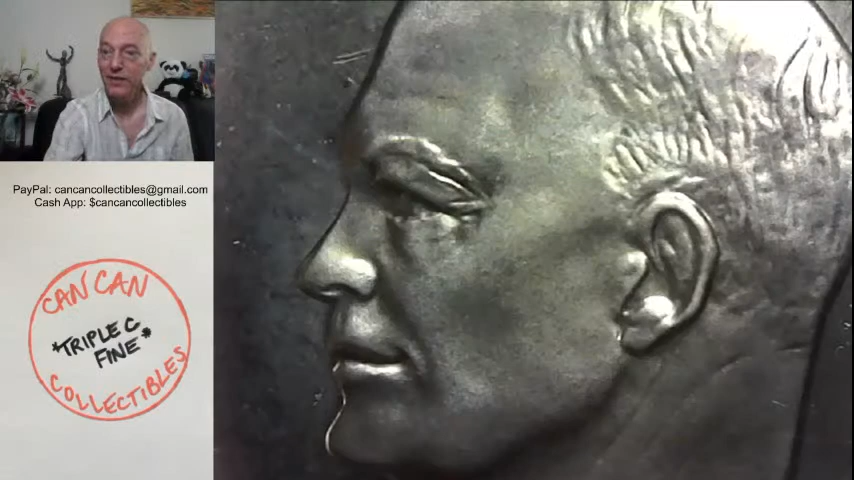 PayPal: cancancollectibles@gmail.com
Cash App: $cancancollectibles
CAN CAN
*TRIPLE C
FINE*
COLLECTIBLES